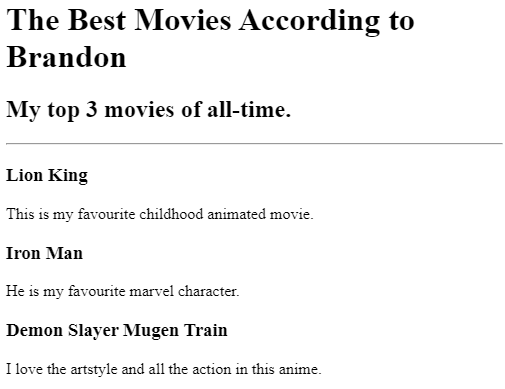 The Best Movies According to
Brandon
My top 3 movies of all-time.
Lion King
This is my favourite childhood animated movie.
Iron Man
He is my favourite marvel character.
Demon Slayer Mugen Train
I love the artstyle and all the action in this anime.